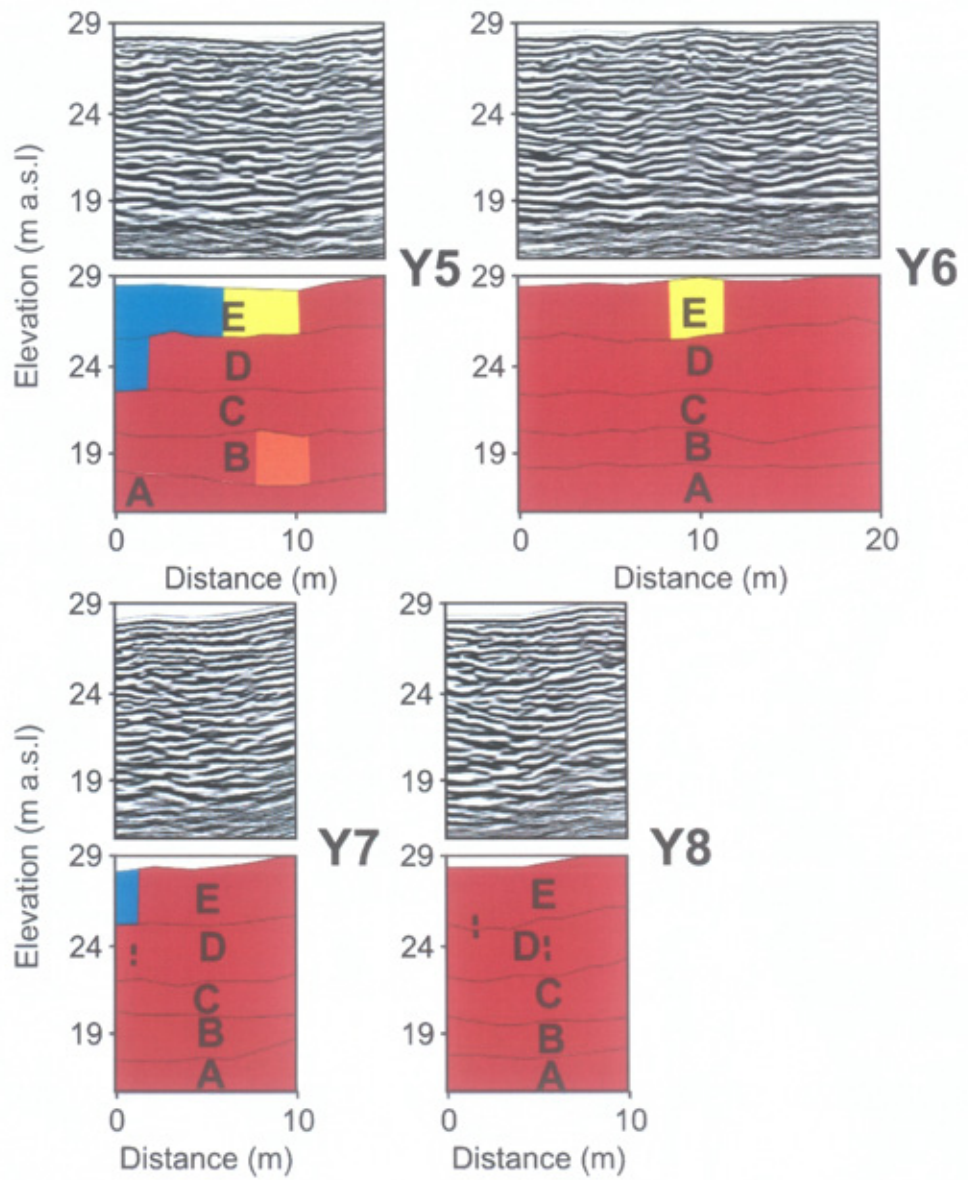 29
24
19
29
24
19
Elevation (m a.s.l)
Y5
Y6
29
24
19
E
D
C
B
A
0
10
Distance (m)
29
24
19
E
D
C
B
A
0
10
20
Distance (m)
29
24
19
29
24
19
Elevation (m a.s.l)
Y7
Y8
29
24
19
E
D
C
B
A
0
10
Distance (m)
29
24
19
E
D
C
B
A
0
10
Distance (m)